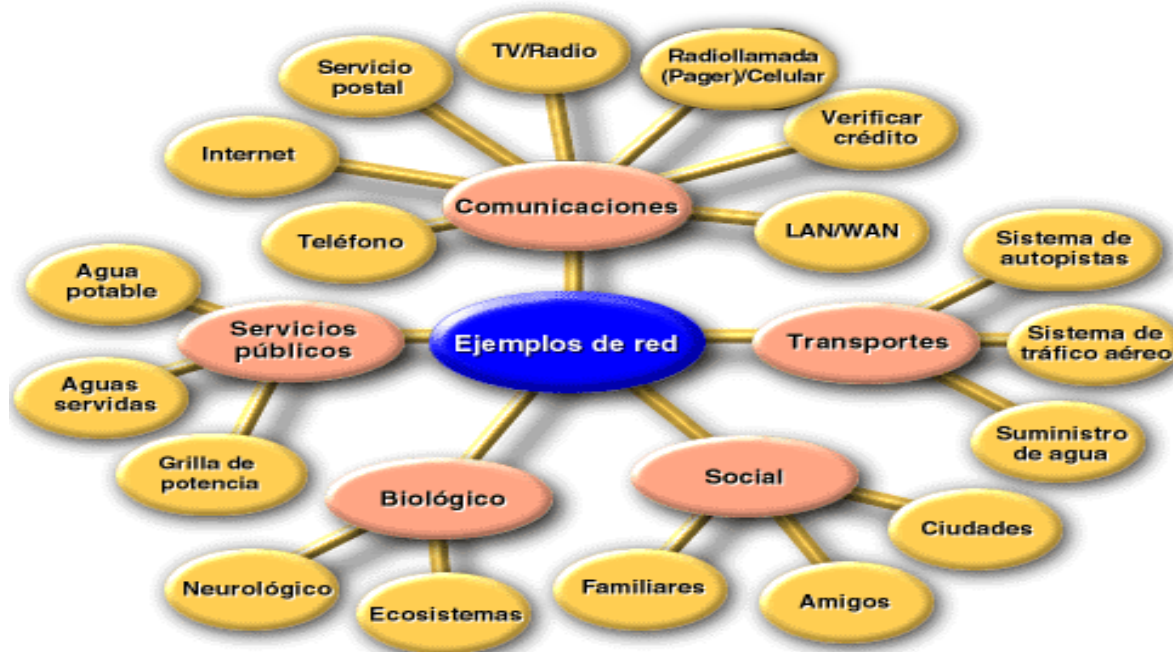 TV/Radio
Radiollamada
(Pager)/Celular
Servicio
postal
Verificar
crédito
Internet
Comunicaciones
Teléfono
LAN/WAN
Sistema de
autopistas
Agua
potable
Servicios
públicos
Ejemplos de red
Transportes
Sistema de
tráfico aéreo
Aguas
servidas
Suministro
de agua
Grilla de
potencia
Biológico
Social
Ciudades
Neurológico
Ecosistemas
Familiares
Amigos